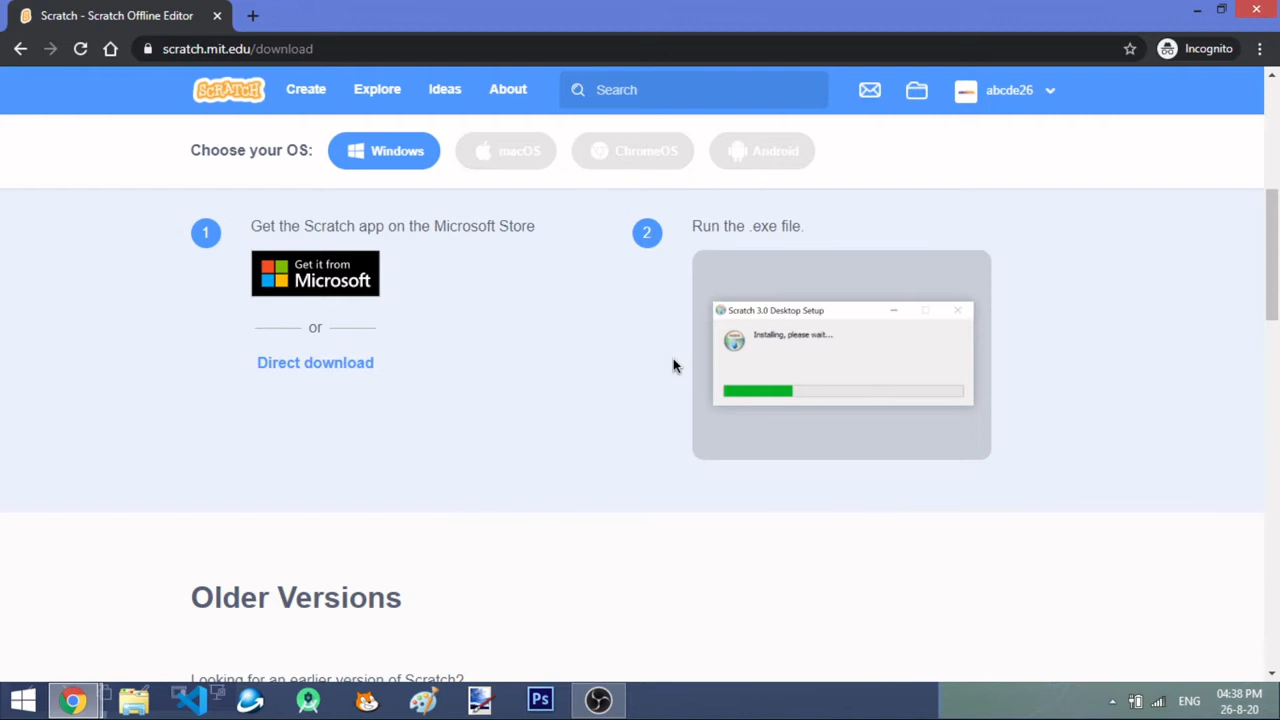 Scratch - Scratch Offline Editor
scratch.mit.edu/download
Incognito
SCRATCH
Create
Explore
Ideas
About
Search
abcde26
Choose your OS:
Windows
macOS
ChromeOS
Android
1
Get the Scratch app on the Microsoft Store
Get it from
Microsoft
or
Direct download
2
Run the .exe file.
Scratch 3.0 Desktop Setup
Installing, please wait...
Older Versions
Looking for an earlier version of Scratch?
Ps
ENG
04:38 PM
26-8-20